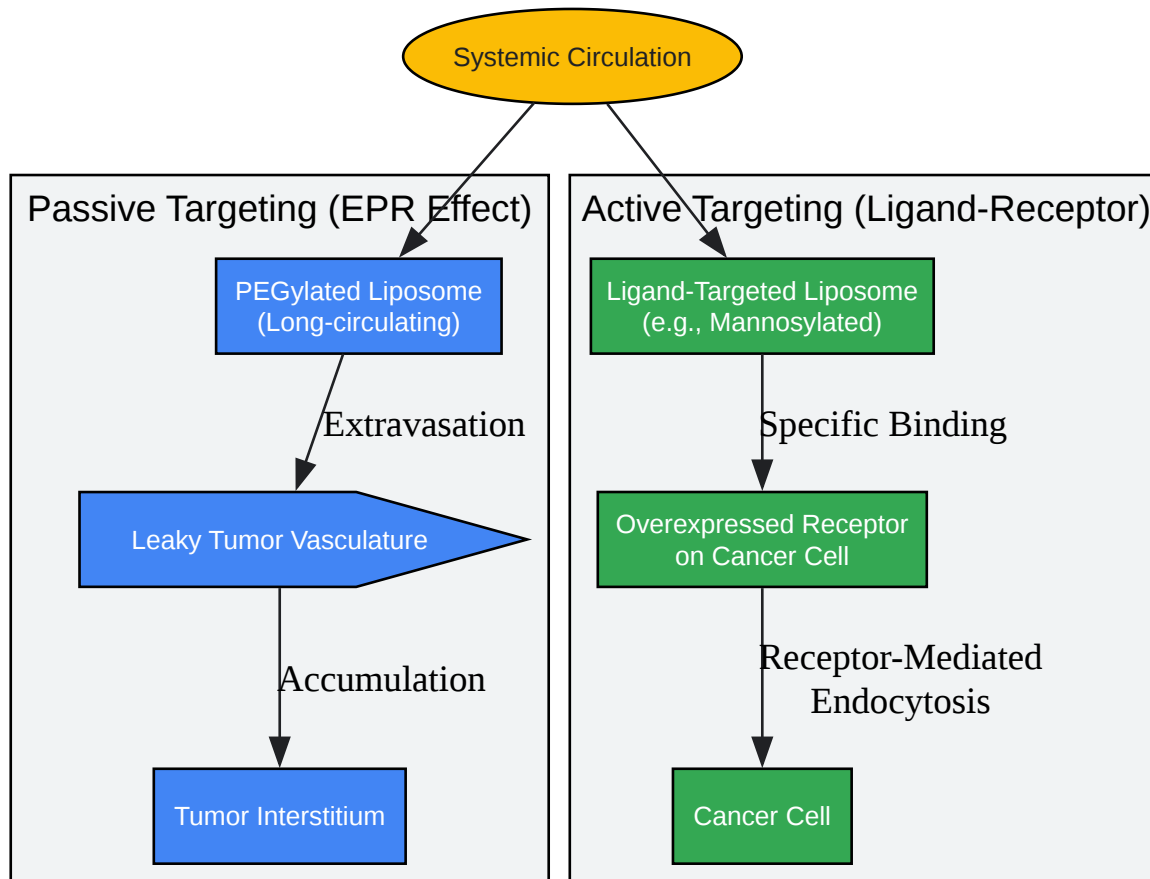 Systemic Circulation
Passive Targeting (EPR Effect)
PEGylated Liposome
(Long-circulating)
Extravasation
Leaky Tumor Vasculature
Accumulation
Tumor Interstitium
Active Targeting (Ligand-Receptor)
Ligand-Targeted Liposome
(e.g., Mannosylated)
Specific Binding
Overexpressed Receptor
on Cancer Cell
Receptor-Mediated
Endocytosis
Cancer Cell